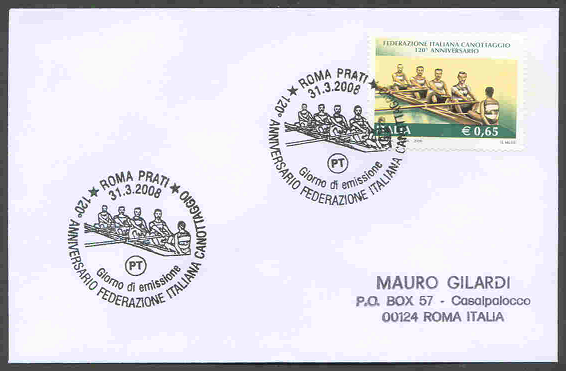 FEDERAZIONE ITALIANA CANOTTAGGIO
120° ANNIVERSARIO
€ 0,65
★ ROMA PRATI ★
31.3.2008
Giorno di emissione
PT
120° ANNIVERSARIO FEDERAZIONE ITALIANA CANOTTAGGIO
★ ROMA PRATI ★
31.3.2008
Giorno di emissione
PT
120° ANNIVERSARIO FEDERAZIONE ITALIANA CANOTTAGGIO
MAURO GILARDI
P.O. BOX 57 - Casalpalocco
00124 ROMA ITALIA